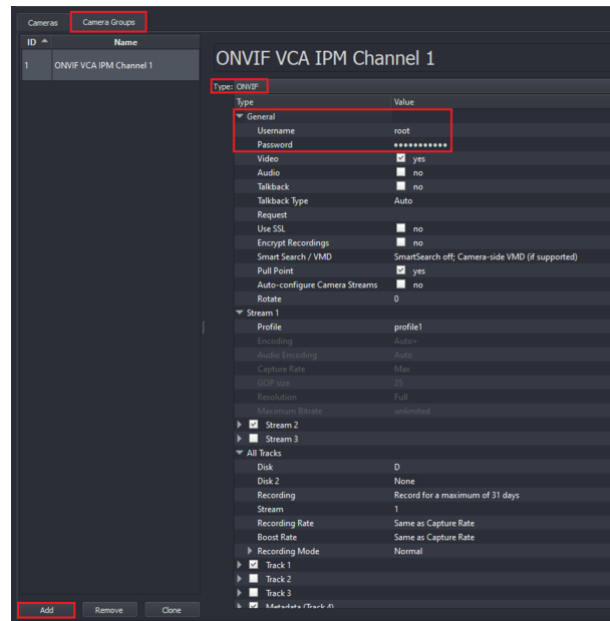 Cameras Camera Groups
ID Name
1 ONVIF VCA IPM Channel 1
ONVIF VCA IPM Channel 1
Type: ONVIF
Type Value
General
Username root
Password
Video yes
Audio no
Talkback no
Talkback Type Auto
Request
Use SSL no
Encrypt Recordings no
Smart Search / VMD SmartSearch off; Camera-side VMD (if supported)
Pull Point yes
Auto-configure Camera Streams no
Rotate 0
Stream 1
Profile profile1
Encoding Auto+
Audio Encoding Auto
Capture Rate Max
GOP size 25
Resolution Full
Maximum Bitrate unlimited
Stream 2
Stream 3
All Tracks
Disk D
Disk 2 None
Recording Record for a maximum of 31 days
Stream 1
Recording Rate Same as Capture Rate
Boost Rate Same as Capture Rate
Recording Mode Normal
Track 1
Track 2
Track 3
Metadata (Track 4)
Add Remove Clone